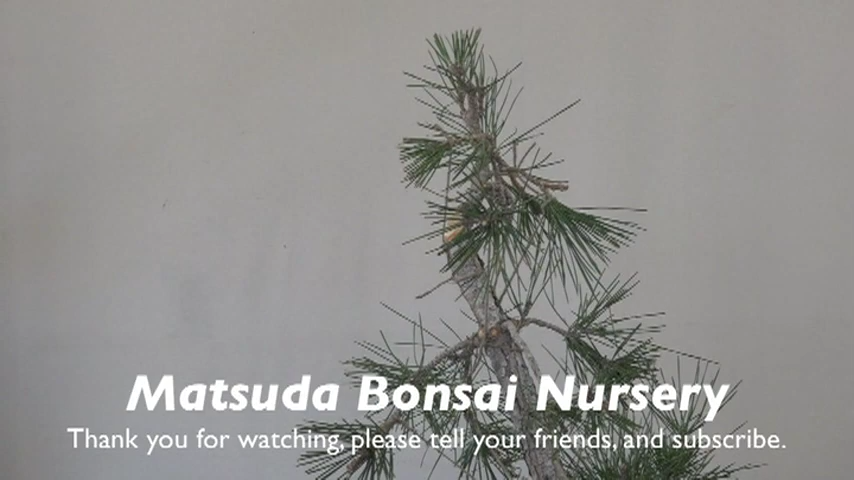 Matsuda Bonsai Nursery
Thank you for watching, please tell your friends, and subscribe.